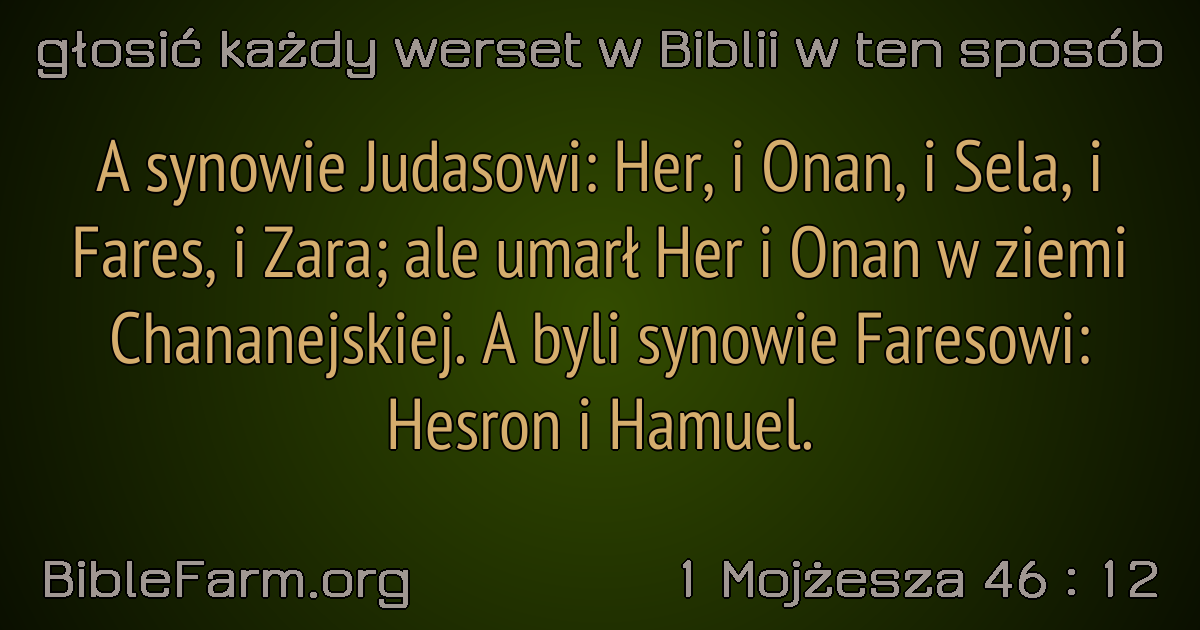 głosić każdy werset w Biblii w ten sposób
A synowie Judasowi: Her, i Onan, i Sela, i
Fares, i Zara; ale umarł Her i Onan w ziemi
Chananejskiej. A byli synowie Faresowi:
Hesron i Hamuel.
BibleFarm.org
1 Mojżesza 46 : 12